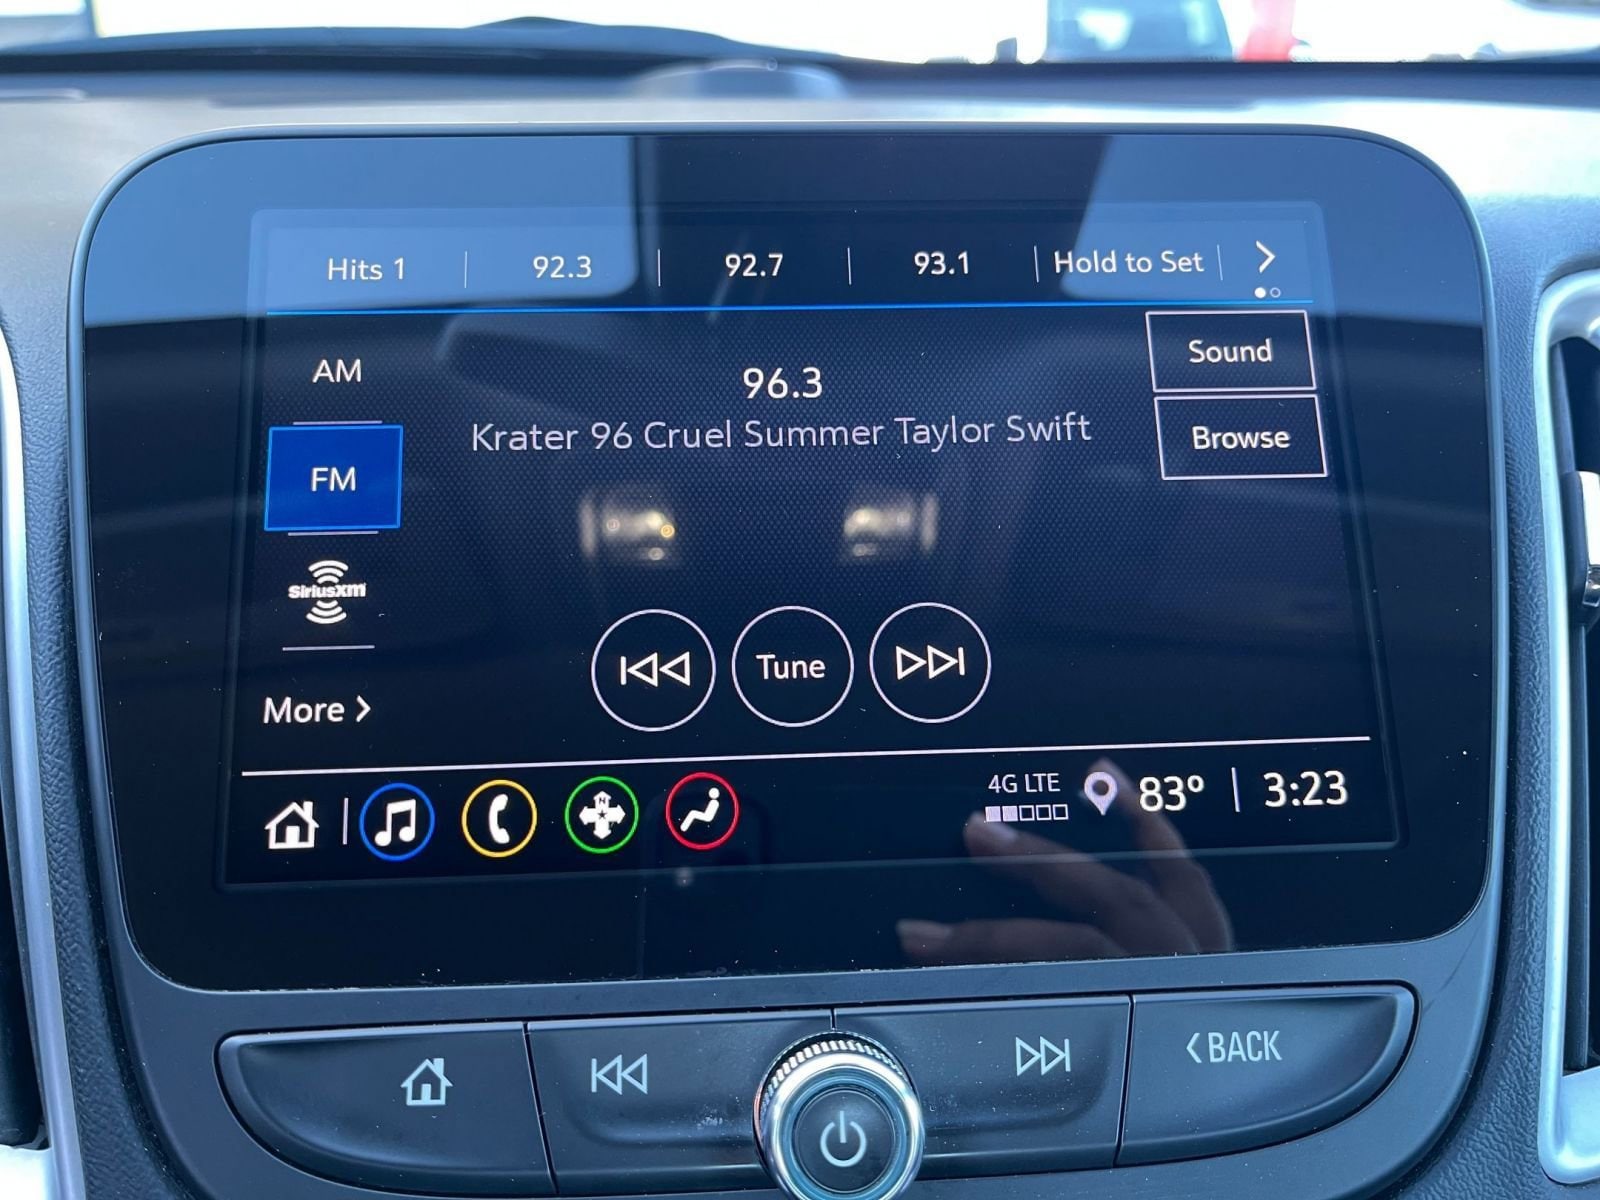 Hits 1 92.3 92.7 93.1 Hold to Set
AM
96.3
Sound
Krater 96 Cruel Summer Taylor Swift
Browse
FM
SiriusXM
Tune
More
N
4G LTE
83° 3:23
BACK